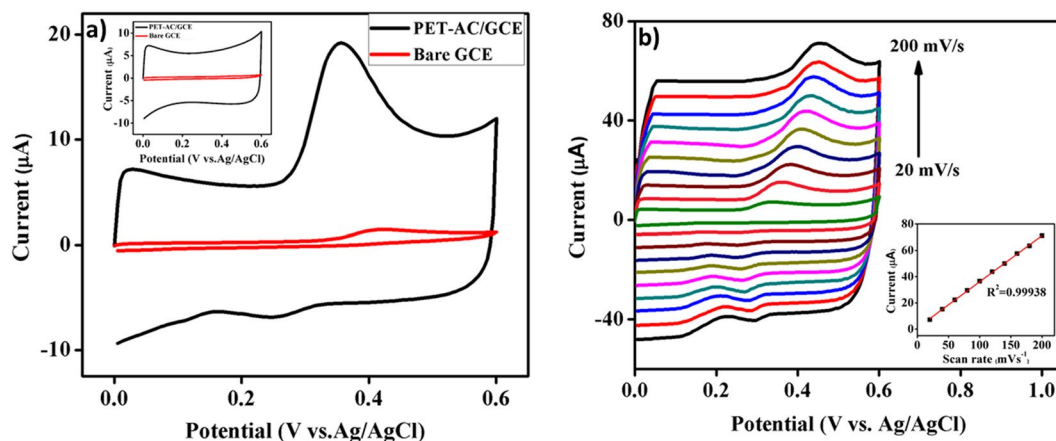 a)
PET-AC/GCE
Bare GCE
10
5
0
-5
-10
Current (µA)
0.0 0.2 0.4 0.6
Potential (V vs.Ag/AgCl)
PET-AC/GCE
Bare GCE
20
10
0
-10
Current (µA)
0.0 0.2 0.4 0.6
Potential (V vs.Ag/AgCl)
b)
200 mV/s
20 mV/s
80
40
0
-40
Current (µA)
0.0 0.2 0.4 0.6 0.8 1.0
Potential (V vs. Ag/AgCl)
80
60
40
20
0
Current (µA)
R²=0.99938
0 50 100 150 200
Scan rate (mVs⁻¹)